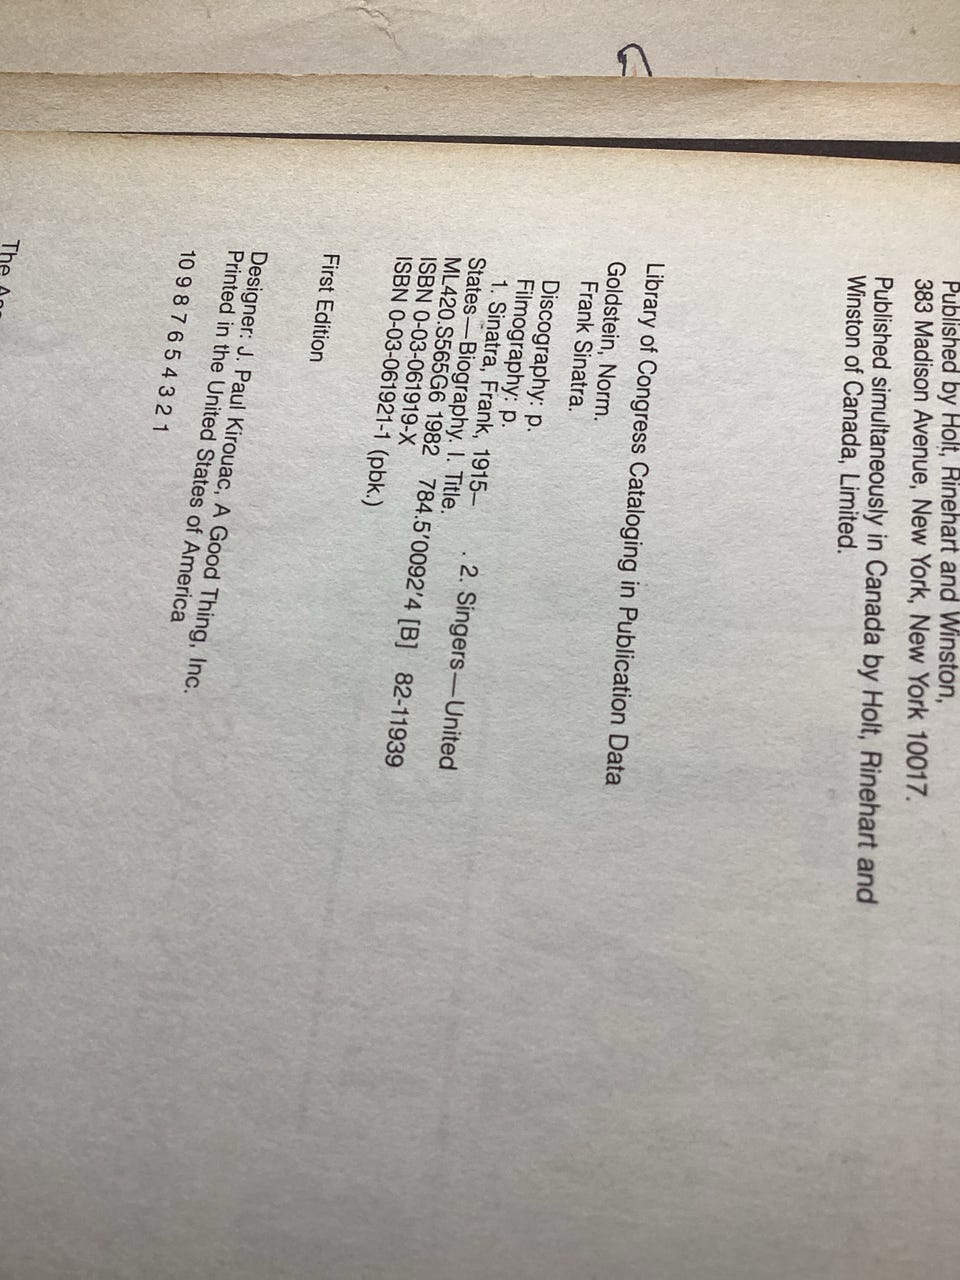 Published by Holt, Rinehart and Winston,
383 Madison Avenue, New York, New York 10017.
Published simultaneously in Canada by Holt, Rinehart and
Winston of Canada, Limited.
Library of Congress Cataloging in Publication Data
Goldstein, Norm.
Frank Sinatra.
Discography: p.
Filmography: p.
1. Sinatra, Frank, 1915– . 2. Singers—United
States—Biography. I. Title.
ML420.S565G6 1982 784.5′0092′4 [B] 82-11939
ISBN 0-03-061919-X
ISBN 0-03-061921-1 (pbk.)
First Edition
Designer: J. Paul Kirouac, A Good Thing, Inc.
Printed in the United States of America
10 9 8 7 6 5 4 3 2 1
The